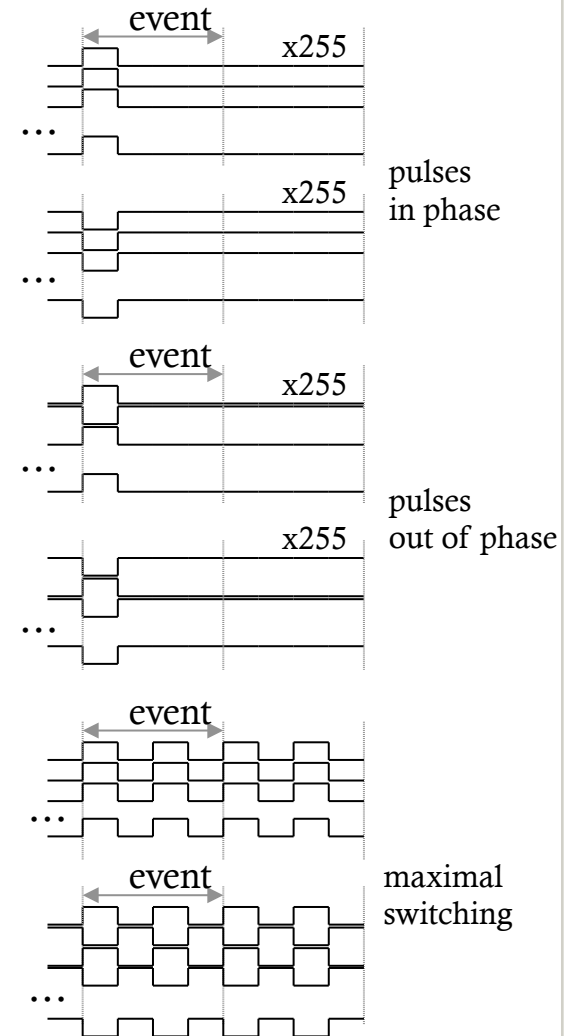 event
x255
...
pulses
in phase
x255
...
event
x255
...
pulses
out of phase
x255
...
event
...
event
maximal
switching
...